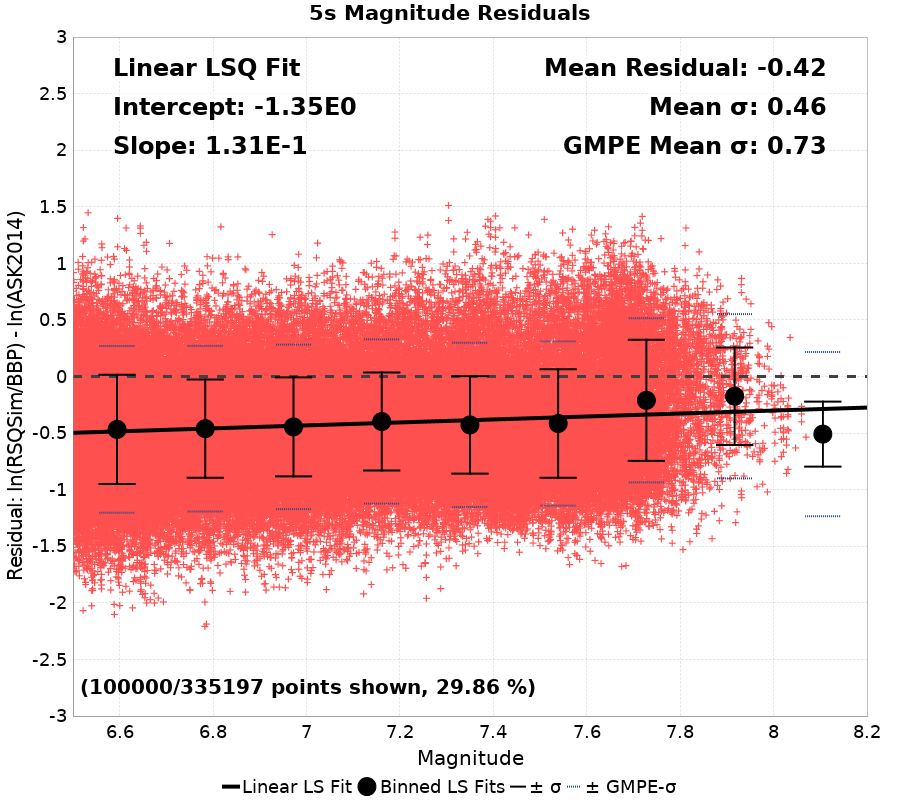 5s Magnitude Residuals
Linear LSQ Fit
Intercept: -1.35E0
Slope: 1.31E-1
Mean Residual: -0.42
Mean σ: 0.46
GMPE Mean σ: 0.73
Residual: ln(RSQSim/BBP) - ln(ASK2014)
3
2.5
2
1.5
1
0.5
0
-0.5
-1
-1.5
-2
-2.5
-3
(100000/335197 points shown, 29.86 %)
6.6 6.8 7 7.2 7.4 7.6 7.8 8 8.2
Magnitude
Linear LS Fit Binned LS Fits ± σ ± GMPE-σ